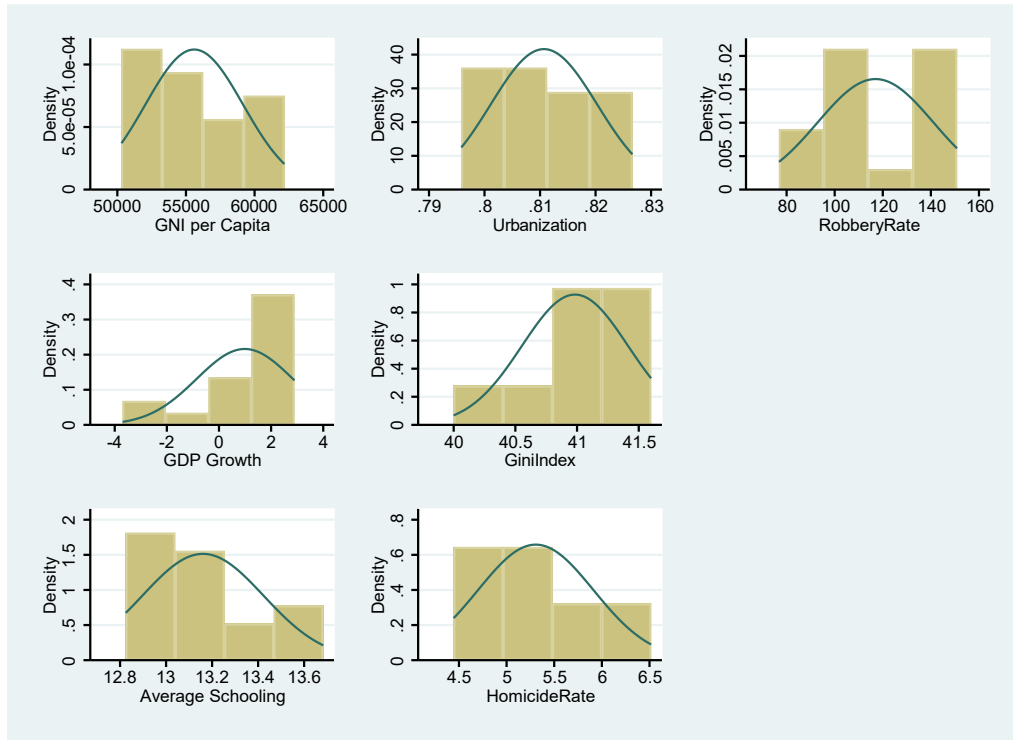 0 5.0e-05 1.0e-04
Density
50000 55000 60000 65000
GNI per Capita
0 10 20 30 40
Density
.79 .8 .81 .82 .83
Urbanization
0 .005 .01 .015 .02
Density
80 100 120 140 160
RobberyRate
0 .1 .2 .3 .4
Density
-4 -2 0 2 4
GDP Growth
0 .2 .4 .6 .8 1
Density
40 40.5 41 41.5
GiniIndex
0 .5 1 1.5 2
Density
12.8 13 13.2 13.4 13.6
Average Schooling
0 .2 .4 .6 .8
Density
4.5 5 5.5 6 6.5
HomicideRate